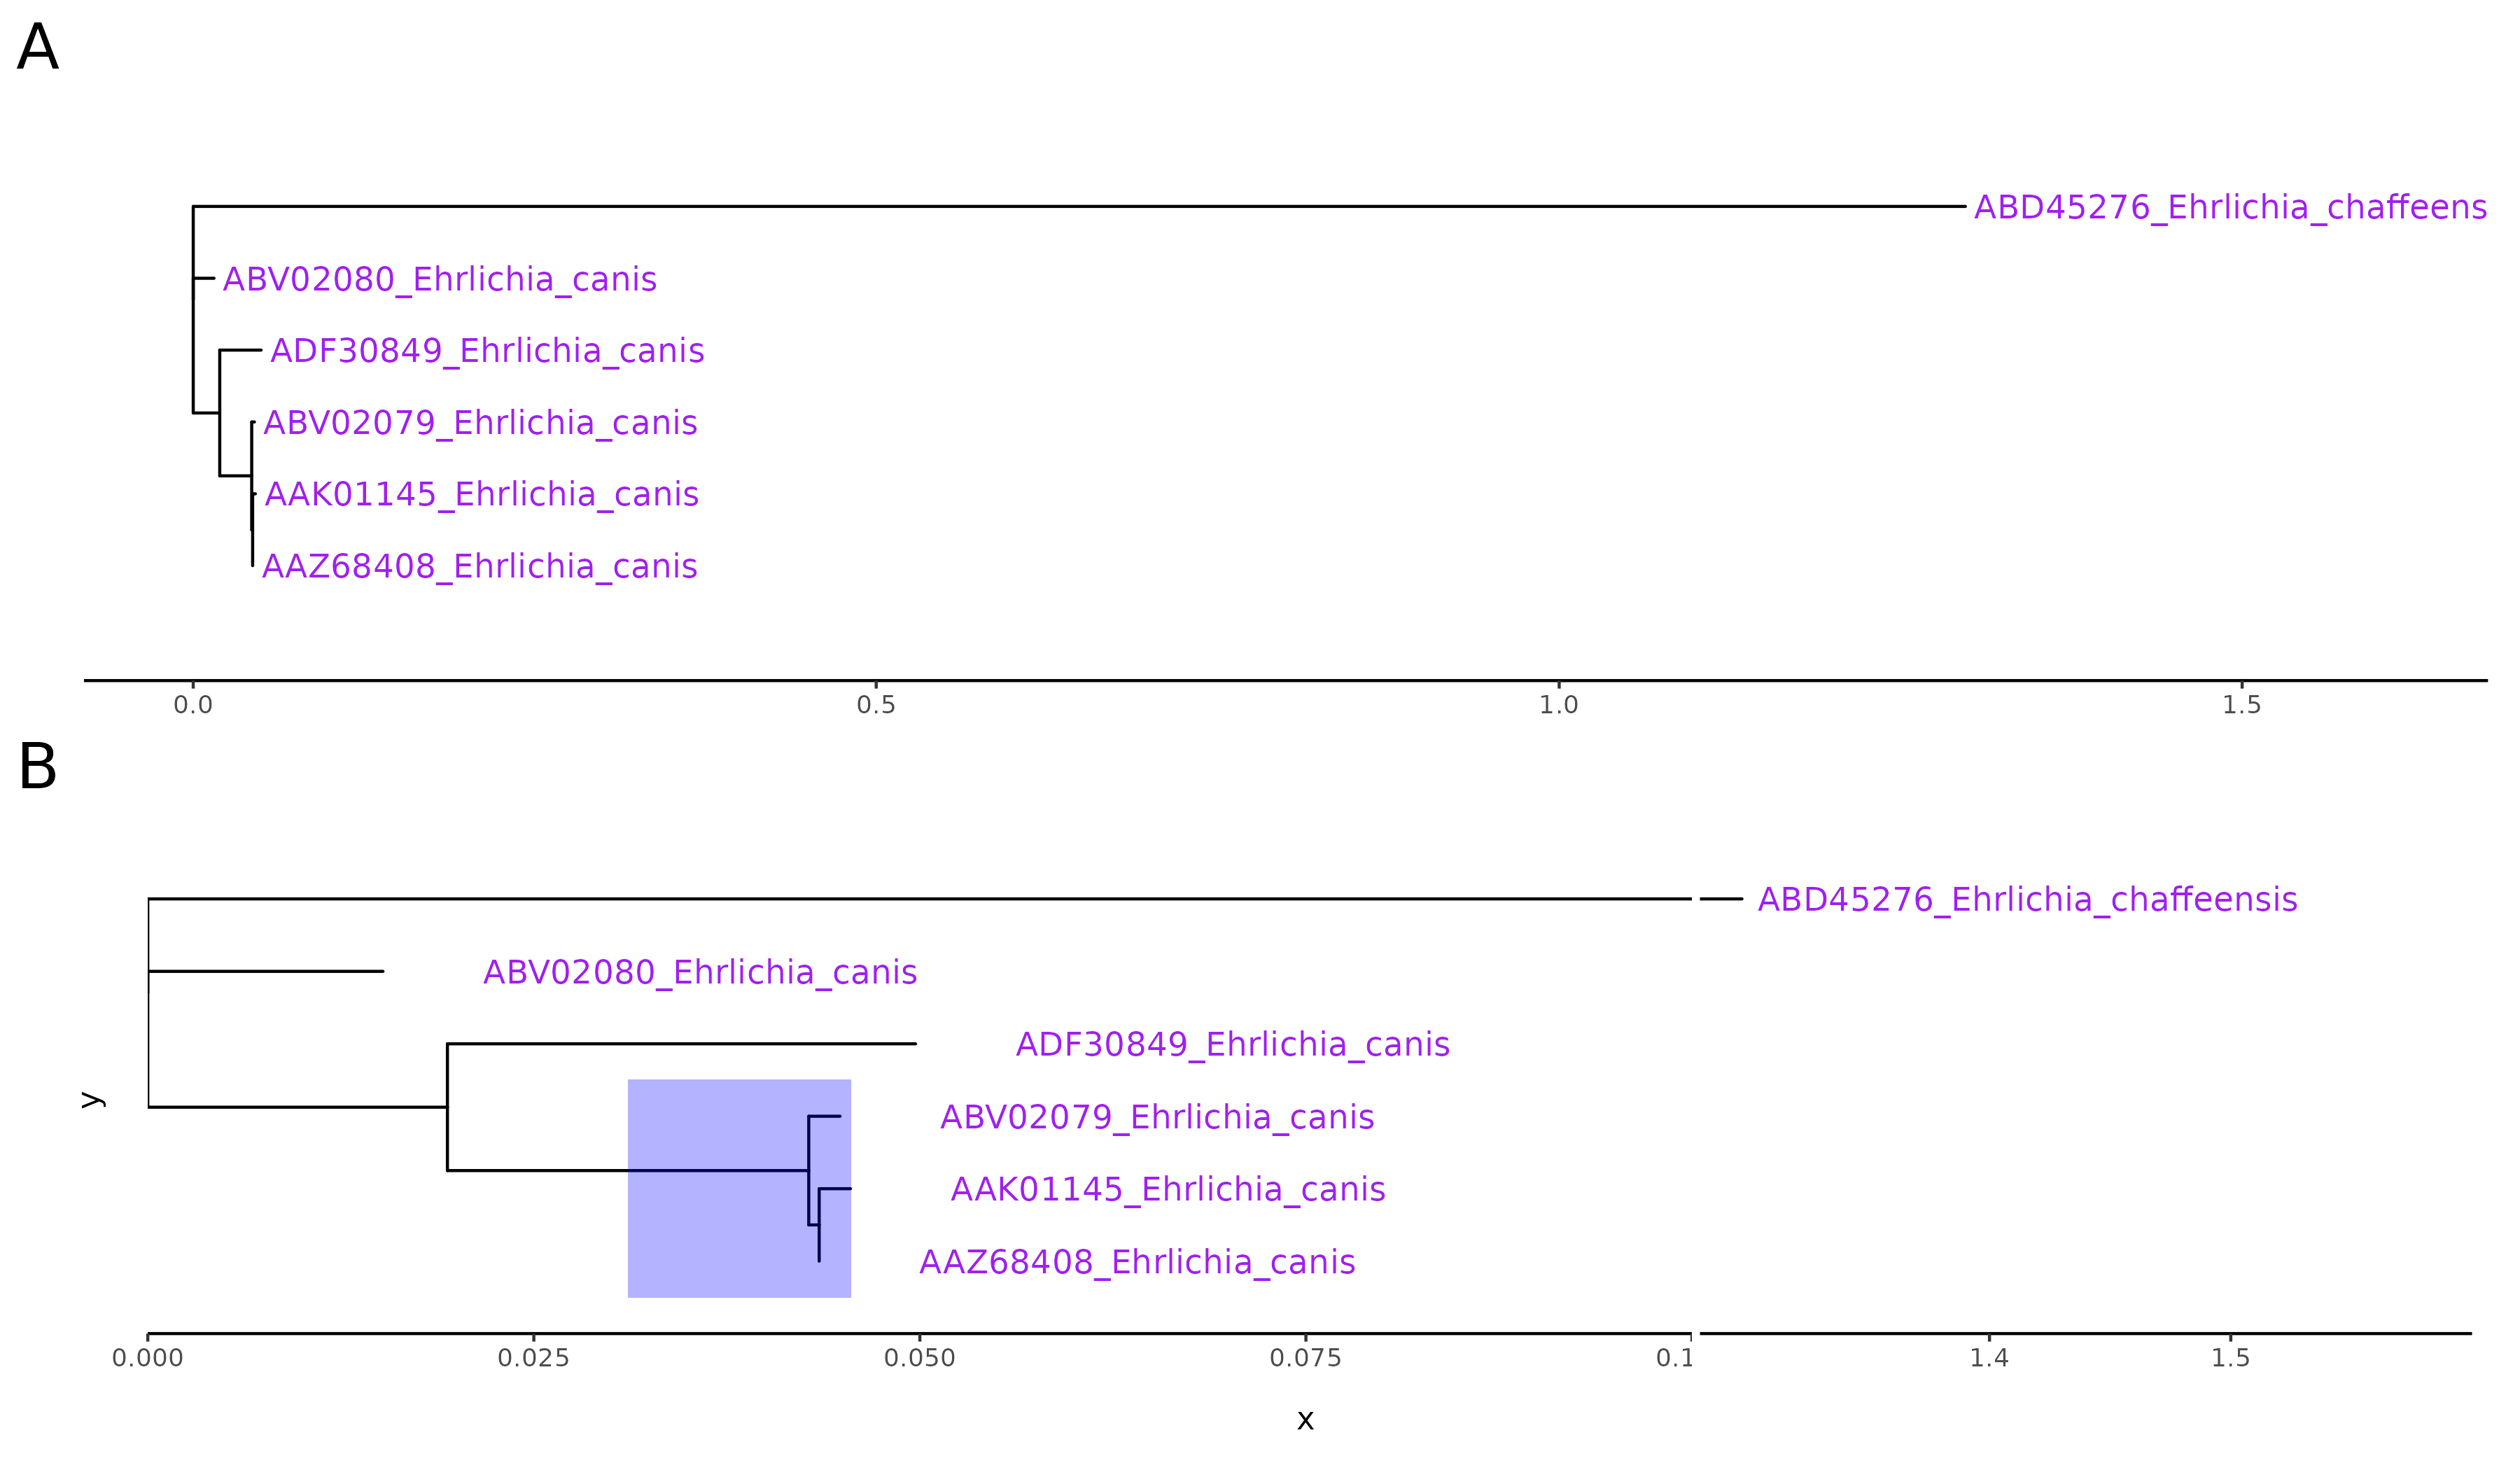 A
ABD45276_Ehrlichia_chaffeens
ABV02080_Ehrlichia_canis
ADF30849_Ehrlichia_canis
ABV02079_Ehrlichia_canis
AAK01145_Ehrlichia_canis
AAZ68408_Ehrlichia_canis
0.0 0.5 1.0 1.5
B
ABD45276_Ehrlichia_chaffeensis
ABV02080_Ehrlichia_canis
ADF30849_Ehrlichia_canis
ABV02079_Ehrlichia_canis
AAK01145_Ehrlichia_canis
AAZ68408_Ehrlichia_canis
y
0.000 0.025 0.050 0.075 0.1 1.4 1.5
x